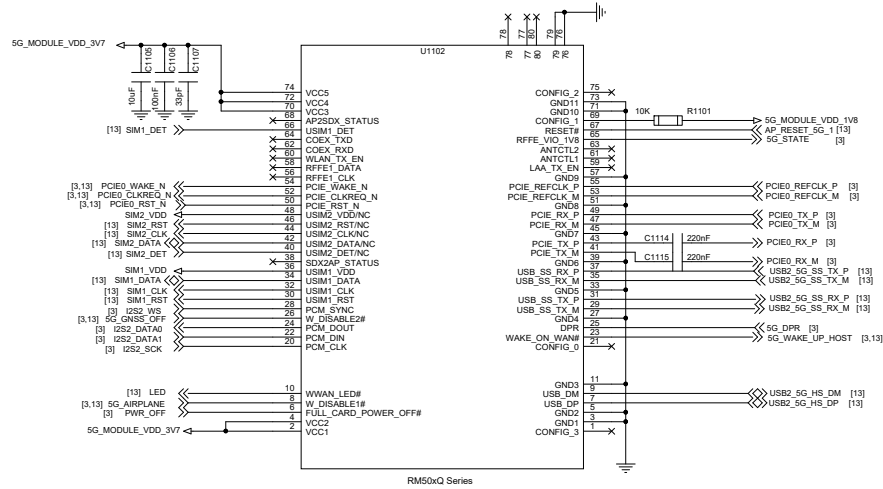 78 77 80 79 76
78 77 80 79 76
U1102
5G_MODULE_VDD_3V7
C1105 C1106 C1107
10uF 100nF 33pF
74 VCC5 CONFIG_2 75
72 VCC4 GND11 73
70 VCC3 GND10 71
68 AP2SDX_STATUS CONFIG_1 69 10K R1101 5G_MODULE_VDD_1V8
[13] SIM1_DET 66 USIM1_DET RESET# 67 AP_RESET_5G_1 [13]
64 COEX_TXD RFFE_VIO_1V8 65 5G_STATE [3]
62 COEX_RXD ANTCTL2 63
60 WLAN_TX_EN ANTCTL1 61
58 RFFE1_DATA LAA_TX_EN 59
56 RFFE1_CLK GND9 57
[3,13] PCIE0_WAKE_N 54 PCIE_WAKE_N PCIE_REFCLK_P 55 PCIE0_REFCLK_P [3]
[3,13] PCIE0_CLKREQ_N 52 PCIE_CLKREQ_N PCIE_REFCLK_M 53 PCIE0_REFCLK_M [3]
[3,13] PCIE0_RST_N 50 PCIE_RST_N GND8 51
SIM2_VDD 48 USIM2_VDD/NC PCIE_RX_P 49 PCIE0_TX_P [3]
[13] SIM2_RST 46 USIM2_RST/NC PCIE_RX_M 47 PCIE0_TX_M [3]
[13] SIM2_CLK 44 USIM2_CLK/NC GND7 45
[13] SIM2_DATA 42 USIM2_DATA/NC PCIE_TX_P 43 C1114 220nF PCIE0_RX_P [3]
[13] SIM2_DET 40 USIM2_DET/NC PCIE_TX_M 41 C1115 220nF PCIE0_RX_M [3]
38 SDX2AP_STATUS GND6 39
SIM1_VDD 36 USIM1_VDD USB_SS_RX_P 37 USB2_5G_SS_TX_P [13]
[13] SIM1_DATA 34 USIM1_DATA USB_SS_RX_M 35 USB2_5G_SS_TX_M [13]
[13] SIM1_CLK 32 USIM1_CLK GND5 33
[13] SIM1_RST 30 USIM1_RST USB_SS_TX_P 31 USB2_5G_SS_RX_P [13]
[3] I2S2_WS 28 PCM_SYNC USB_SS_TX_M 29 USB2_5G_SS_RX_M [13]
[3,13] 5G_GNSS_OFF 26 W_DISABLE2# GND4 27
[3] I2S2_DATA0 24 PCM_DOUT DPR 25 5G_DPR [3]
[3] I2S2_DATA1 22 PCM_DIN WAKE_ON_WAN# 23 5G_WAKE_UP_HOST [3,13]
[3] I2S2_SCK 20 PCM_CLK CONFIG_0 21
GND3 11
[13] LED 10 WWAN_LED# USB_DM 9 USB2_5G_HS_DM [13]
[3,13] 5G_AIRPLANE 8 W_DISABLE1# USB_DP 7 USB2_5G_HS_DP [13]
[3] PWR_OFF 6 FULL_CARD_POWER_OFF# GND2 5
4 VCC2 GND1 3
5G_MODULE_VDD_3V7 2 VCC1 CONFIG_3 1
RM50xQ Series